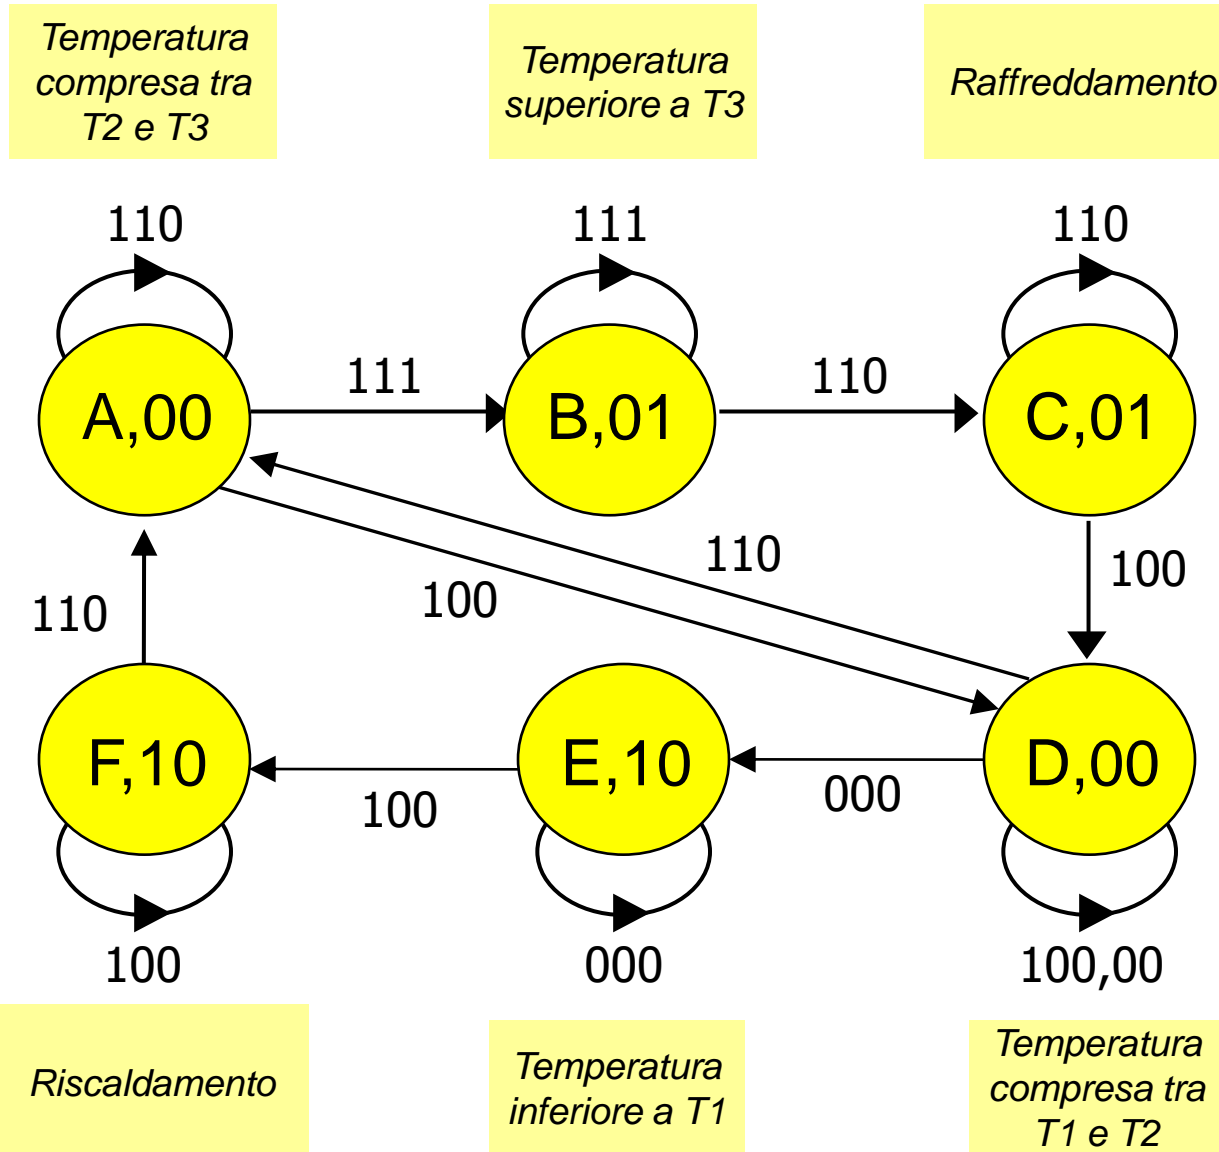 Temperatura
compresa tra
T2 e T3
Temperatura
superiore a T3
Raffreddamento
110
111
110
A,00
111
B,01
110
C,01
110
100
110
100
F,10
E,10
D,00
100
000
100
000
100,00
Riscaldamento
Temperatura
inferiore a T1
Temperatura
compresa tra
T1 e T2